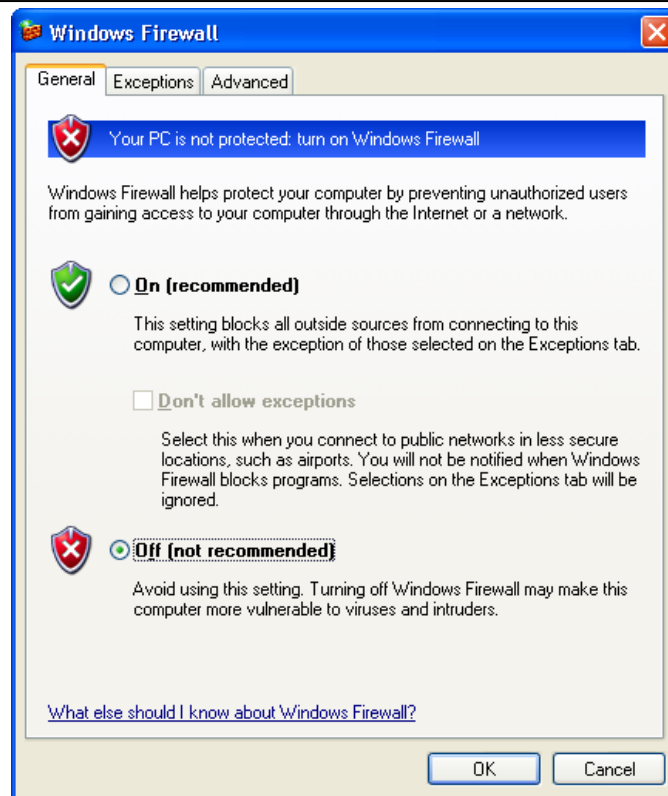 Windows Firewall
General Exceptions Advanced
Your PC is not protected: turn on Windows Firewall
Windows Firewall helps protect your computer by preventing unauthorized users
from gaining access to your computer through the Internet or a network.
On (recommended)
This setting blocks all outside sources from connecting to this
computer, with the exception of those selected on the Exceptions tab.
Don't allow exceptions
Select this when you connect to public networks in less secure
locations, such as airports. You will not be notified when Windows
Firewall blocks programs. Selections on the Exceptions tab will be
ignored.
Off (not recommended)
Avoid using this setting. Turning off Windows Firewall may make this
computer more vulnerable to viruses and intruders.
What else should I know about Windows Firewall?
OK Cancel